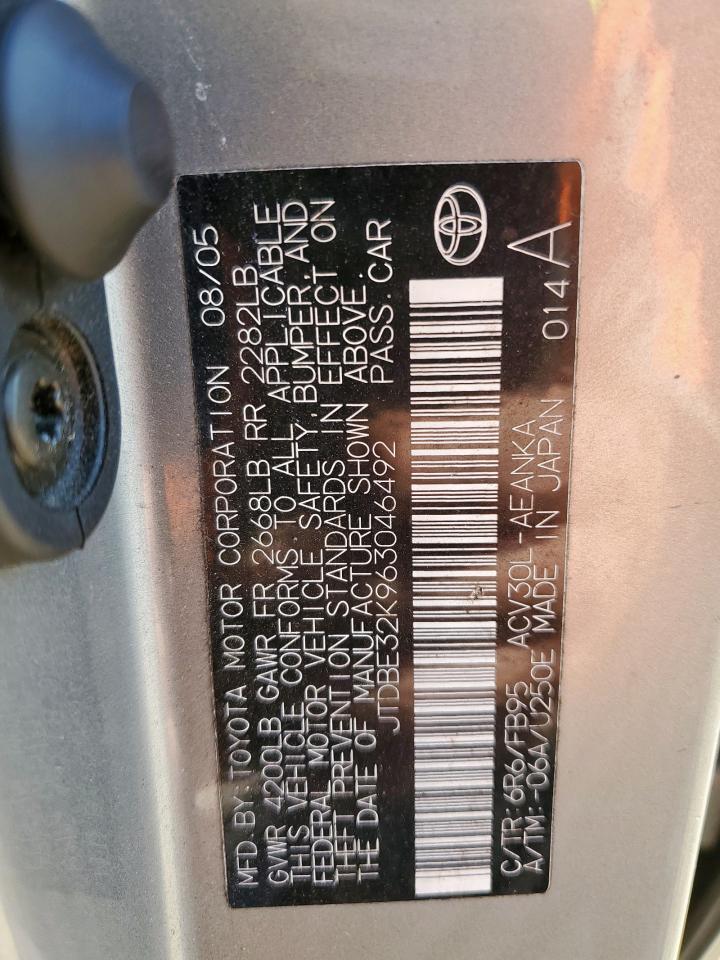 MFD BY:TOYOTA MOTOR CORPORATION 08/05
GVWR 4200LB GAWR FR 2668LB RR 2282LB
THIS VEHICLE CONFORMS TO ALL APPLICABLE
FEDERAL MOTOR VEHICLE SAFETY,BUMPER,AND
THEFT PREVENTION STANDARDS IN EFFECT ON
THE DATE OF MANUFACTURE SHOWN ABOVE.
JTDBE32K963046492 PASS.CAR
C/TR:6R6/FB95 ACV30L-AEANKA 014
A/TM:-06A/U250E MADE IN JAPAN A